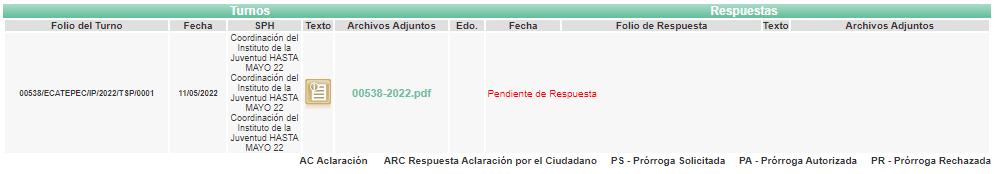 Turnos Respuestas
Folio del Turno Fecha SPH Texto Archivos Adjuntos Edo. Fecha Folio de Respuesta Texto Archivos Adjuntos
Coordinación del
Instituto de la
Juventud HASTA
MAYO 22
Coordinación del
Instituto de la
00538/ECATEPEC/IP/2022/TSP/0001 11/05/2022 Juventud HASTA 00538-2022.pdf Pendiente de Respuesta
MAYO 22
Coordinación del
Instituto de la
Juventud HASTA
MAYO 22
AC Aclaración ARC Respuesta Aclaración por el Ciudadano PS - Prórroga Solicitada PA - Prórroga Autorizada PR - Prórroga Rechazada